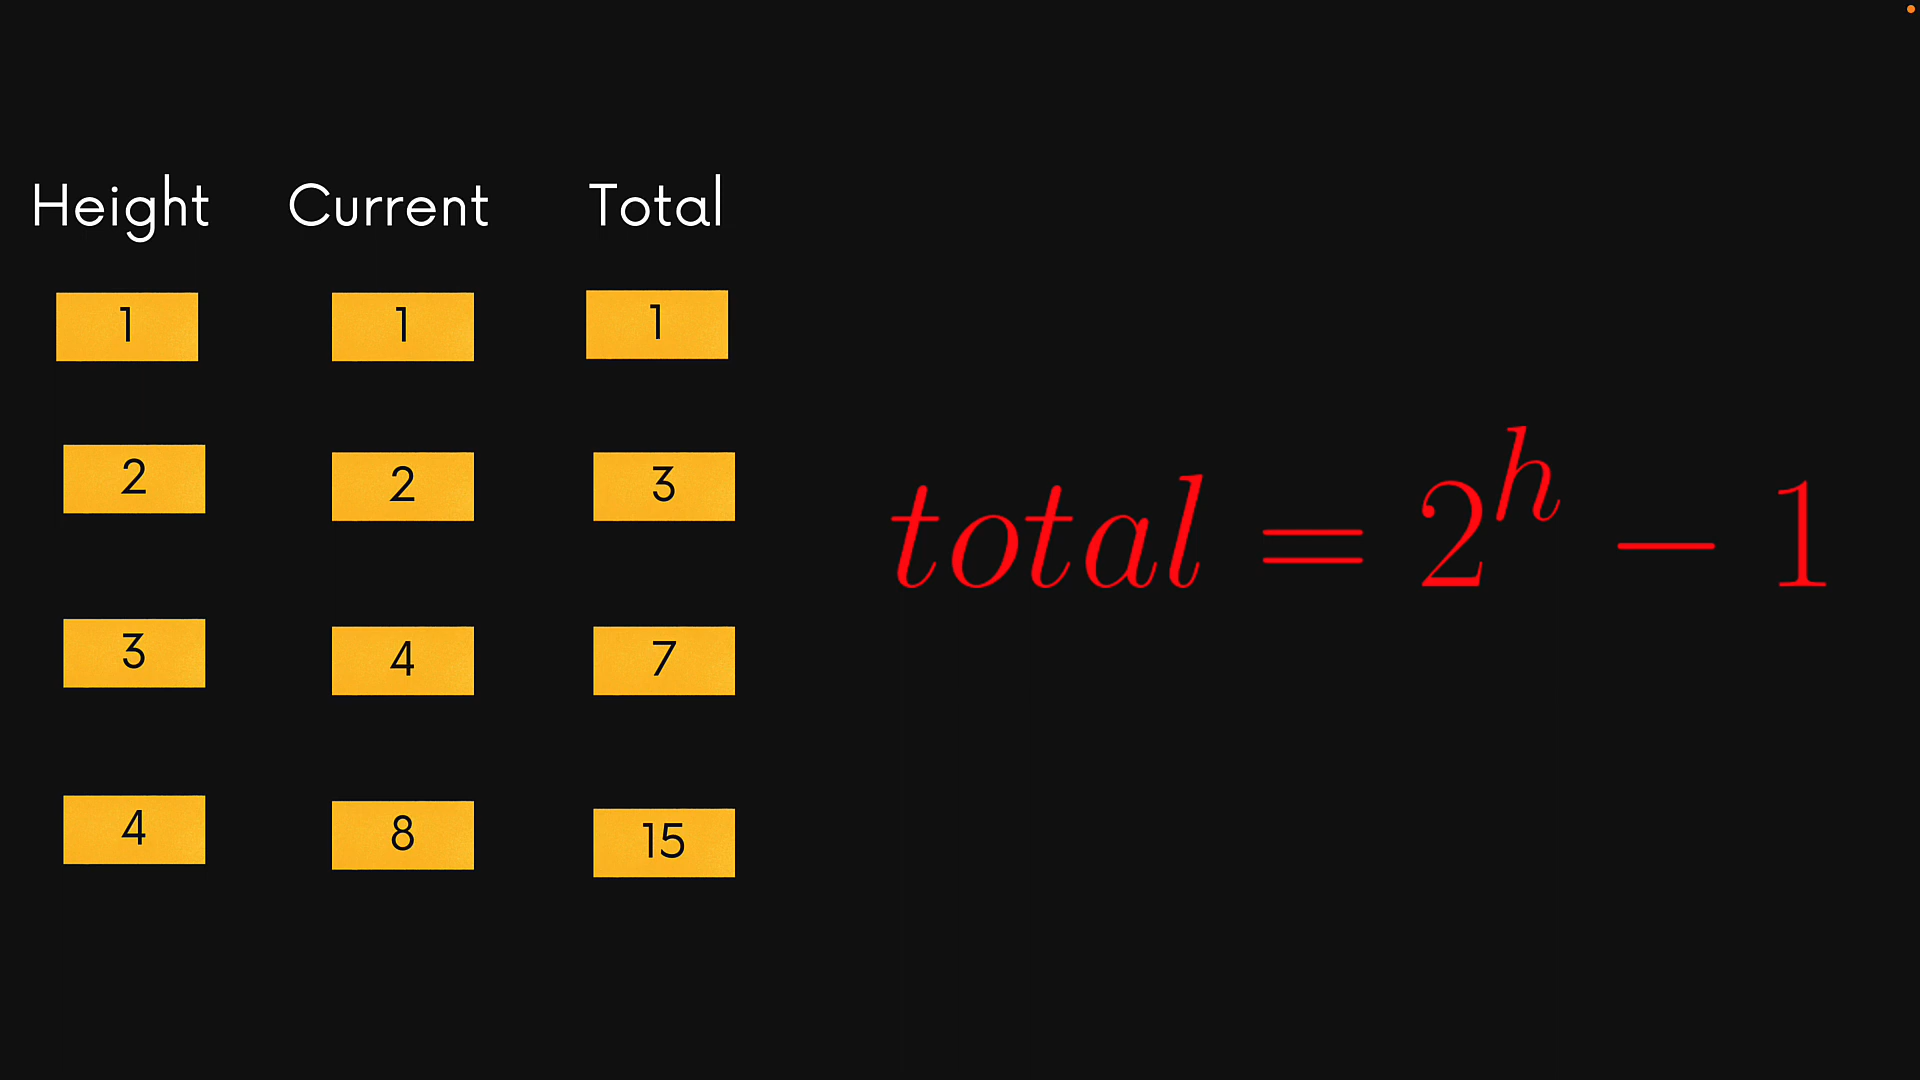 Height Current Total
1 1 1
2 2 3
total = 2^h − 1
3 4 7
4 8 15